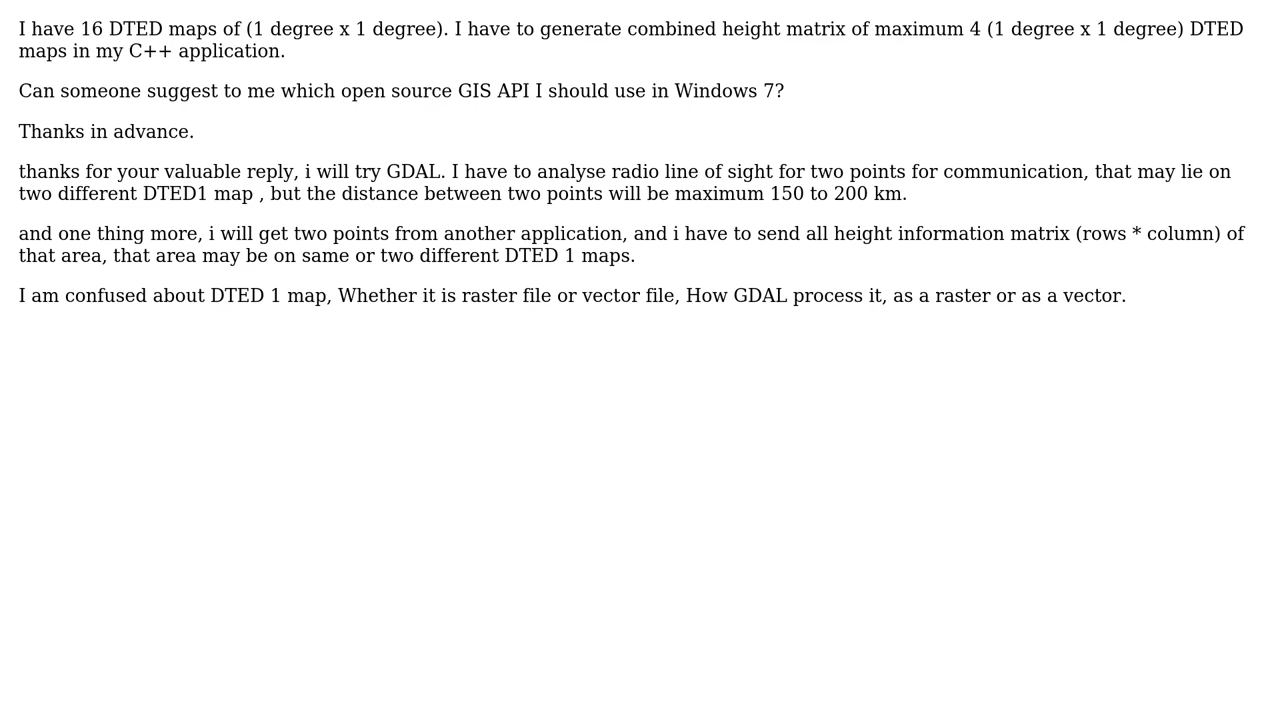 I have 16 DTED maps of (1 degree x 1 degree). I have to generate combined height matrix of maximum 4 (1 degree x 1 degree) DTED
maps in my C++ application.
Can someone suggest to me which open source GIS API I should use in Windows 7?
Thanks in advance.
thanks for your valuable reply, i will try GDAL. I have to analyse radio line of sight for two points for communication, that may lie on
two different DTED1 map , but the distance between two points will be maximum 150 to 200 km.
and one thing more, i will get two points from another application, and i have to send all height information matrix (rows * column) of
that area, that area may be on same or two different DTED 1 maps.
I am confused about DTED 1 map, Whether it is raster file or vector file, How GDAL process it, as a raster or as a vector.